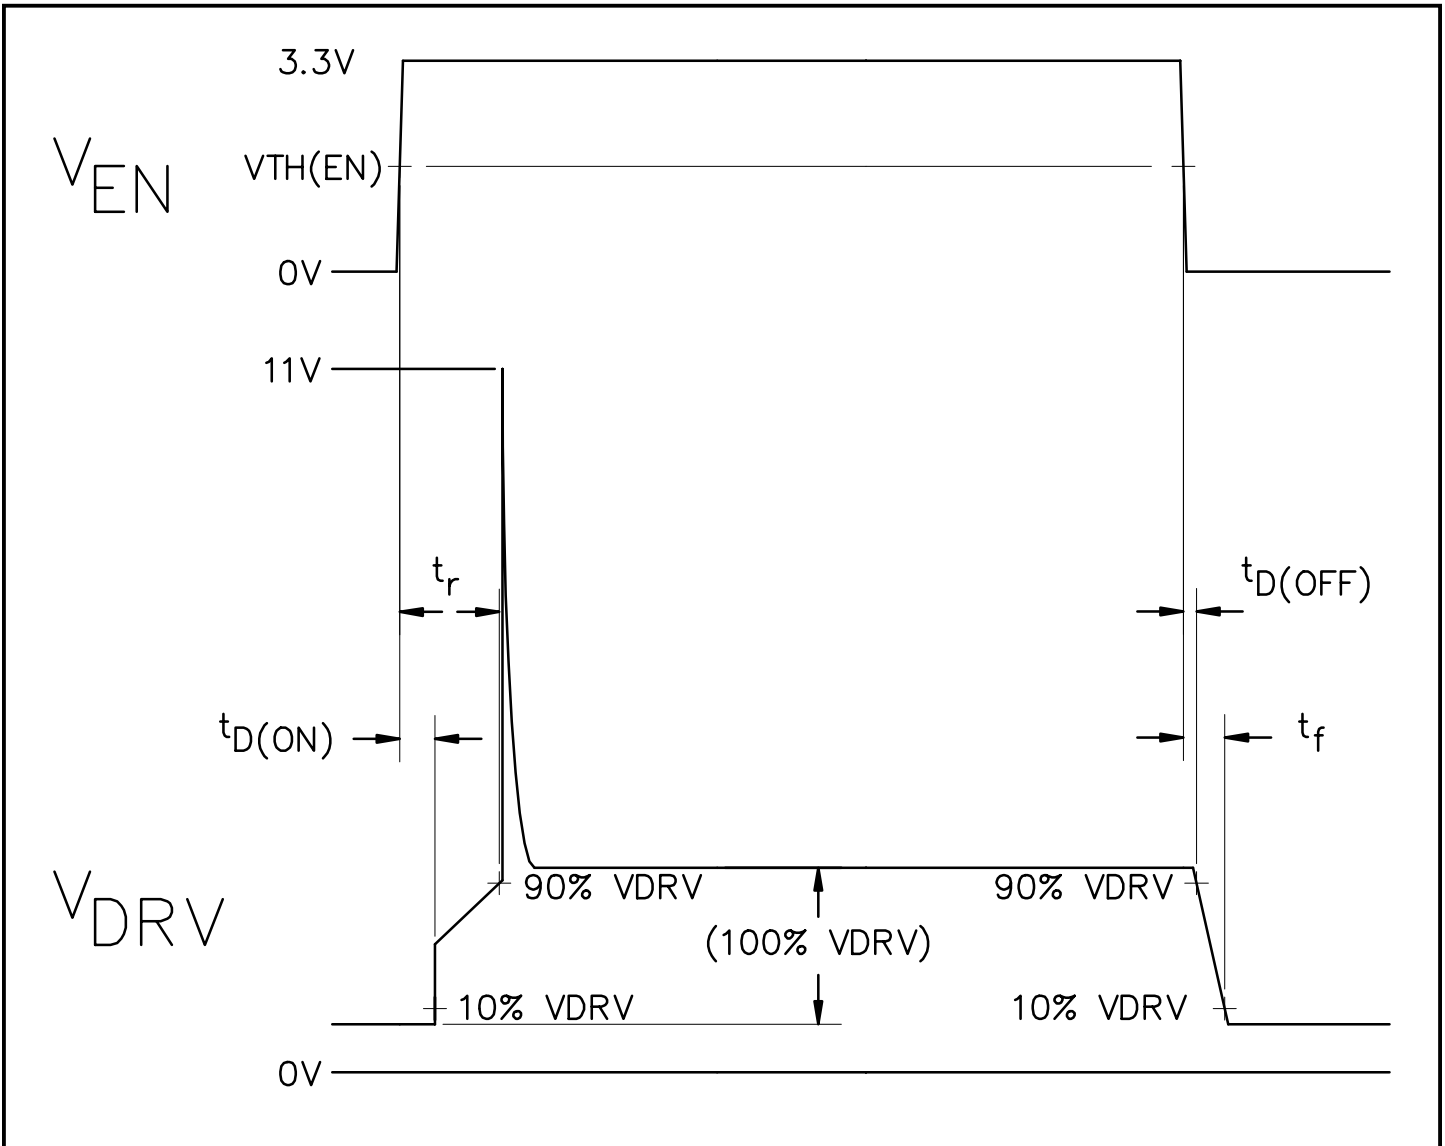 3.3V
VEN
VTH(EN)
0V
11V
tr
tD(OFF)
tD(ON)
tf
90% VDRV
90% VDRV
VDRV
(100% VDRV)
10% VDRV
10% VDRV
0V